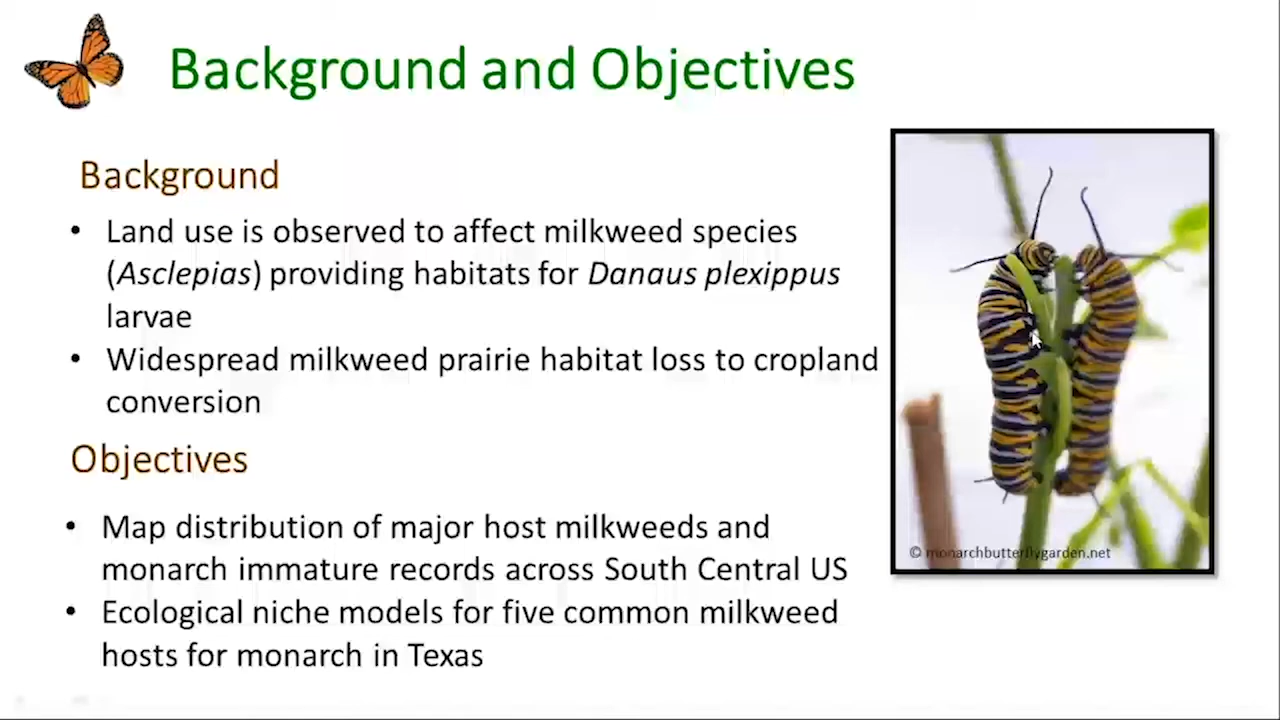 Background and Objectives
Background
• Land use is observed to affect milkweed species
(Asclepias) providing habitats for Danaus plexippus
larvae
• Widespread milkweed prairie habitat loss to cropland
conversion
Objectives
• Map distribution of major host milkweeds and
monarch immature records across South Central US
• Ecological niche models for five common milkweed
hosts for monarch in Texas
© monarchbutterflygarden.net